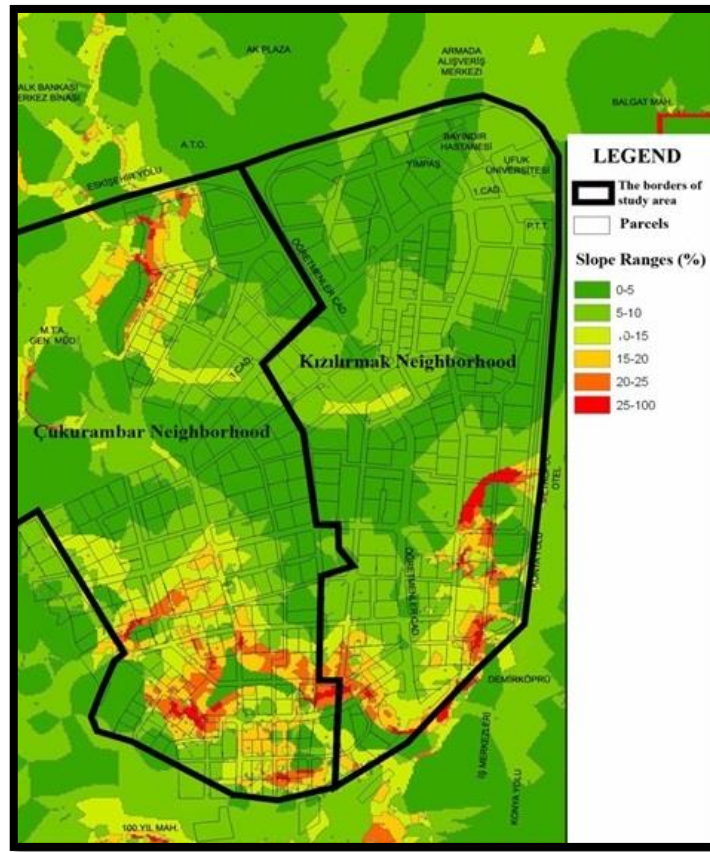 AK PLAZA
ARMADA
ALIŞVERİŞ
MERKEZI
ALK BANKASI
ERKEZ BİNASI
BALGAT MAH.
A.T.O.
BAYINDIR
HASTANESİ
YİMPAŞ
UFUK
ÜNİVERSİTESİ
ESKİŞEHİR YOLU
1.CAD.
P.T.T.
ÖĞRETMENLER CAD.
M.T.A.
GEN. MÜD.
1.CAD.
Kızılırmak Neighborhood
Çukurambar Neighborhood
OTEL
KONYA YOLU
ÖĞRETMENLER CAD.
DEMİRKÖPRÜ
İŞ MERKEZLERİ
KONYA YOLU
100.YIL MAH.
LEGEND
The borders of
study area
Parcels
Slope Ranges (%)
0-5
5-10
10-15
15-20
20-25
25-100